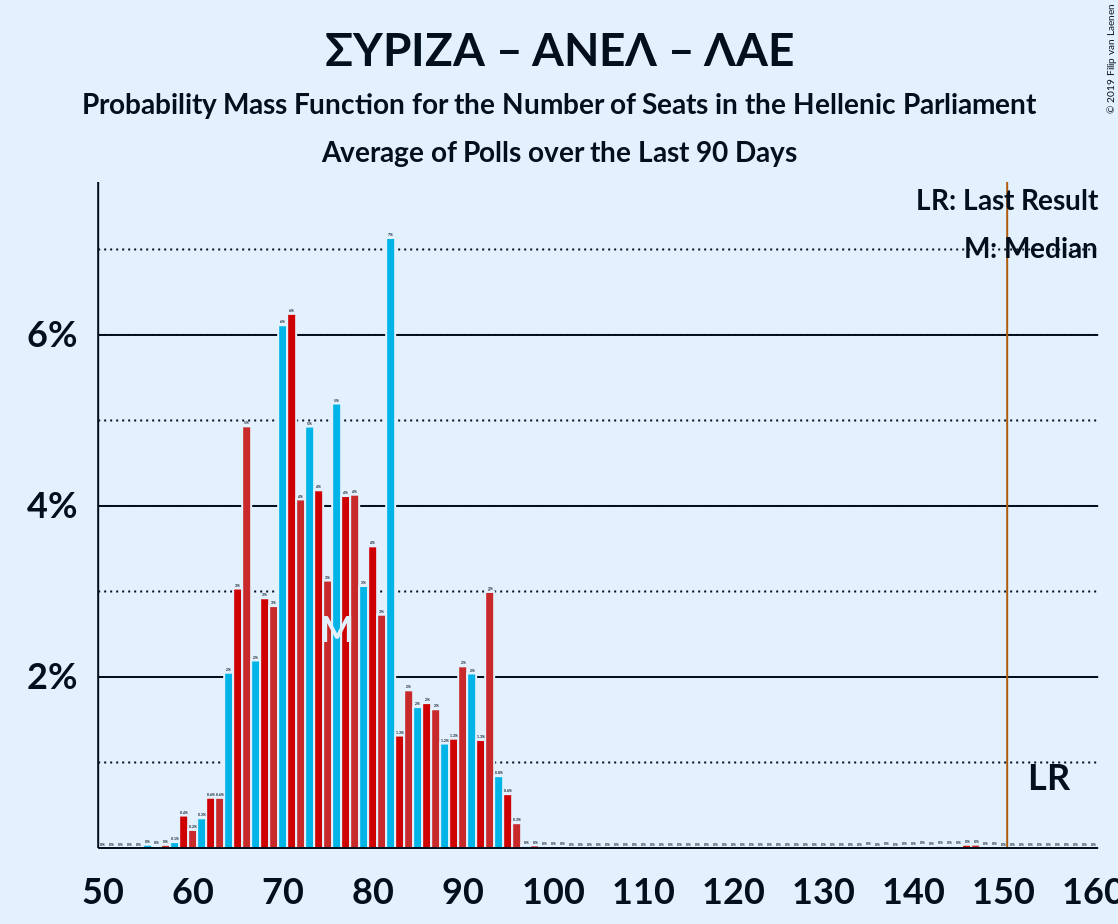 ΣΥΡΙΖΑ – ΑΝΕΛ – ΛΑΕ
Probability Mass Function for the Number of Seats in the Hellenic Parliament
Average of Polls over the Last 90 Days
© 2019 Filip van Laenen
LR: Last Result
M: Median
6%
4%
2%
M
LR
50 60 70 80 90 100 110 120 130 140 150 160